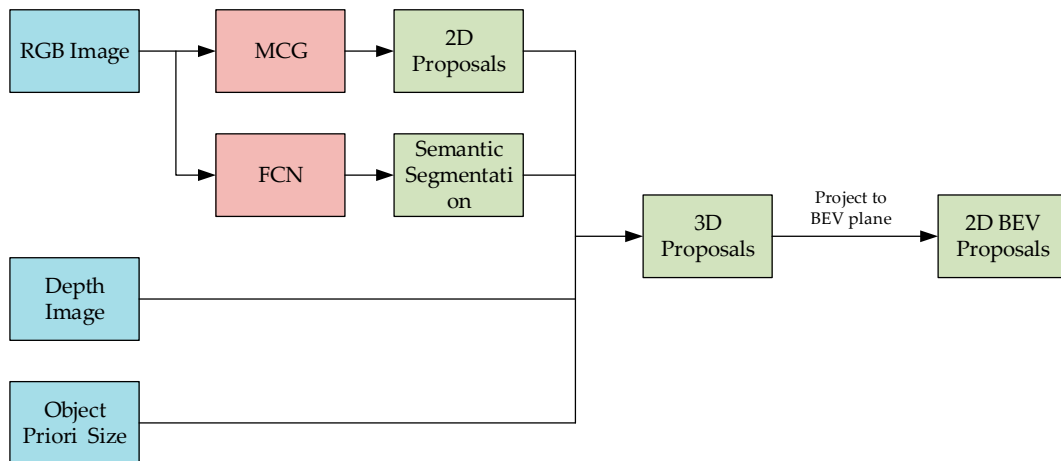 RGB Image
MCG
2D
Proposals
FCN
Semantic
Segmentati
on
Depth
Image
Object
Priori Size
3D
Proposals
Project to
BEV plane
2D BEV
Proposals